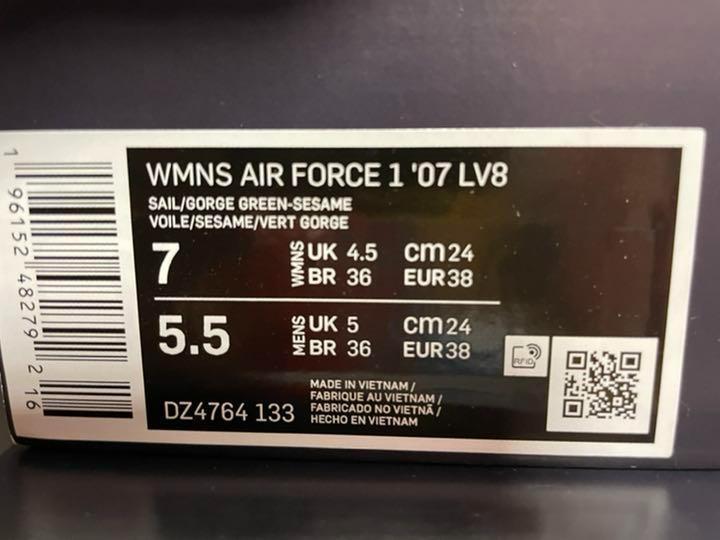 WMNS AIR FORCE 1 '07 LV8
SAIL/GORGE GREEN-SESAME
VOILE/SESAME/VERT GORGE
7 WMNS UK 4.5 cm 24
BR 36 EUR 38
5.5 MENS UK 5 cm 24
BR 36 EUR 38
RFID
DZ4764 133
MADE IN VIETNAM /
FABRIQUE AU VIETNAM /
FABRICADO NO VIETNÃ /
HECHO EN VIETNAM
1 96152 48279 2 16